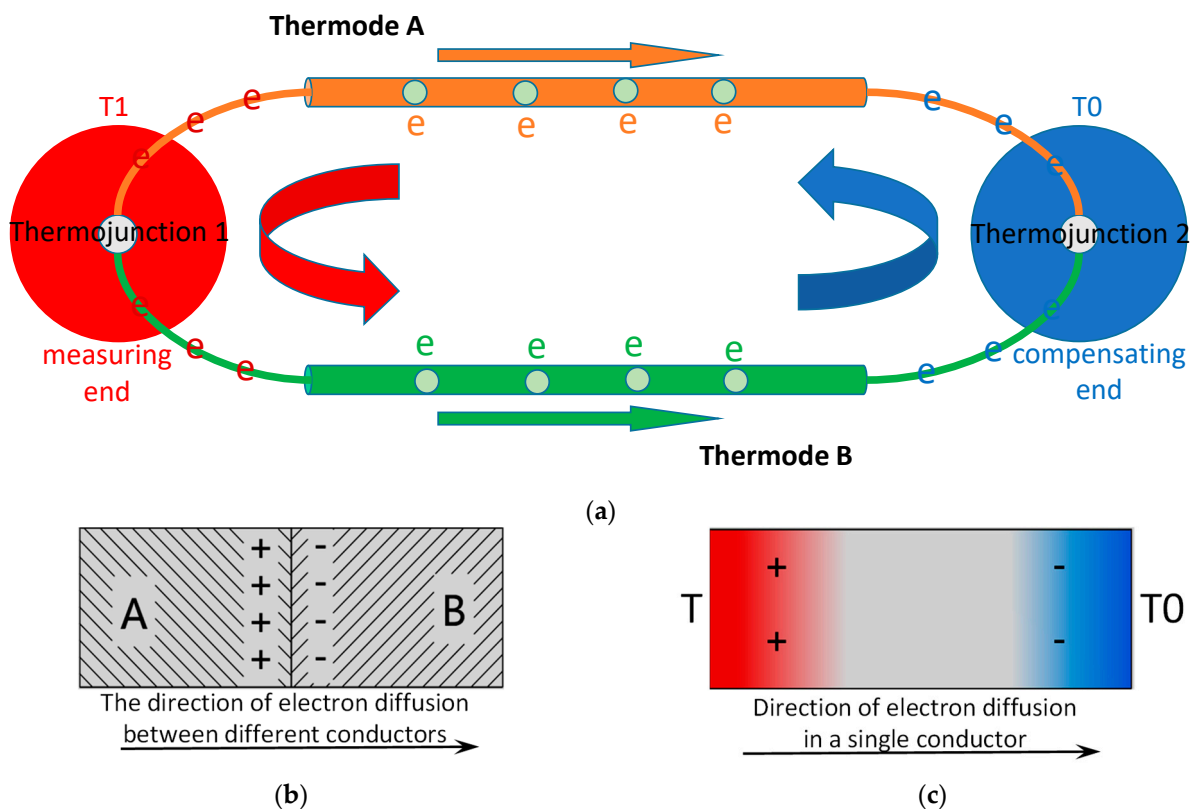 Thermode A
T1
T0
e e e e e e
e e e e
Thermojunction 1
Thermojunction 2
e e e e e e
e e e e
measuring
end
compensating
end
Thermode B
(a)
+ -
+ -
A B
+ -
+ -
The direction of electron diffusion
between different conductors
(b)
+ -
T T0
+ -
Direction of electron diffusion
in a single conductor
(c)